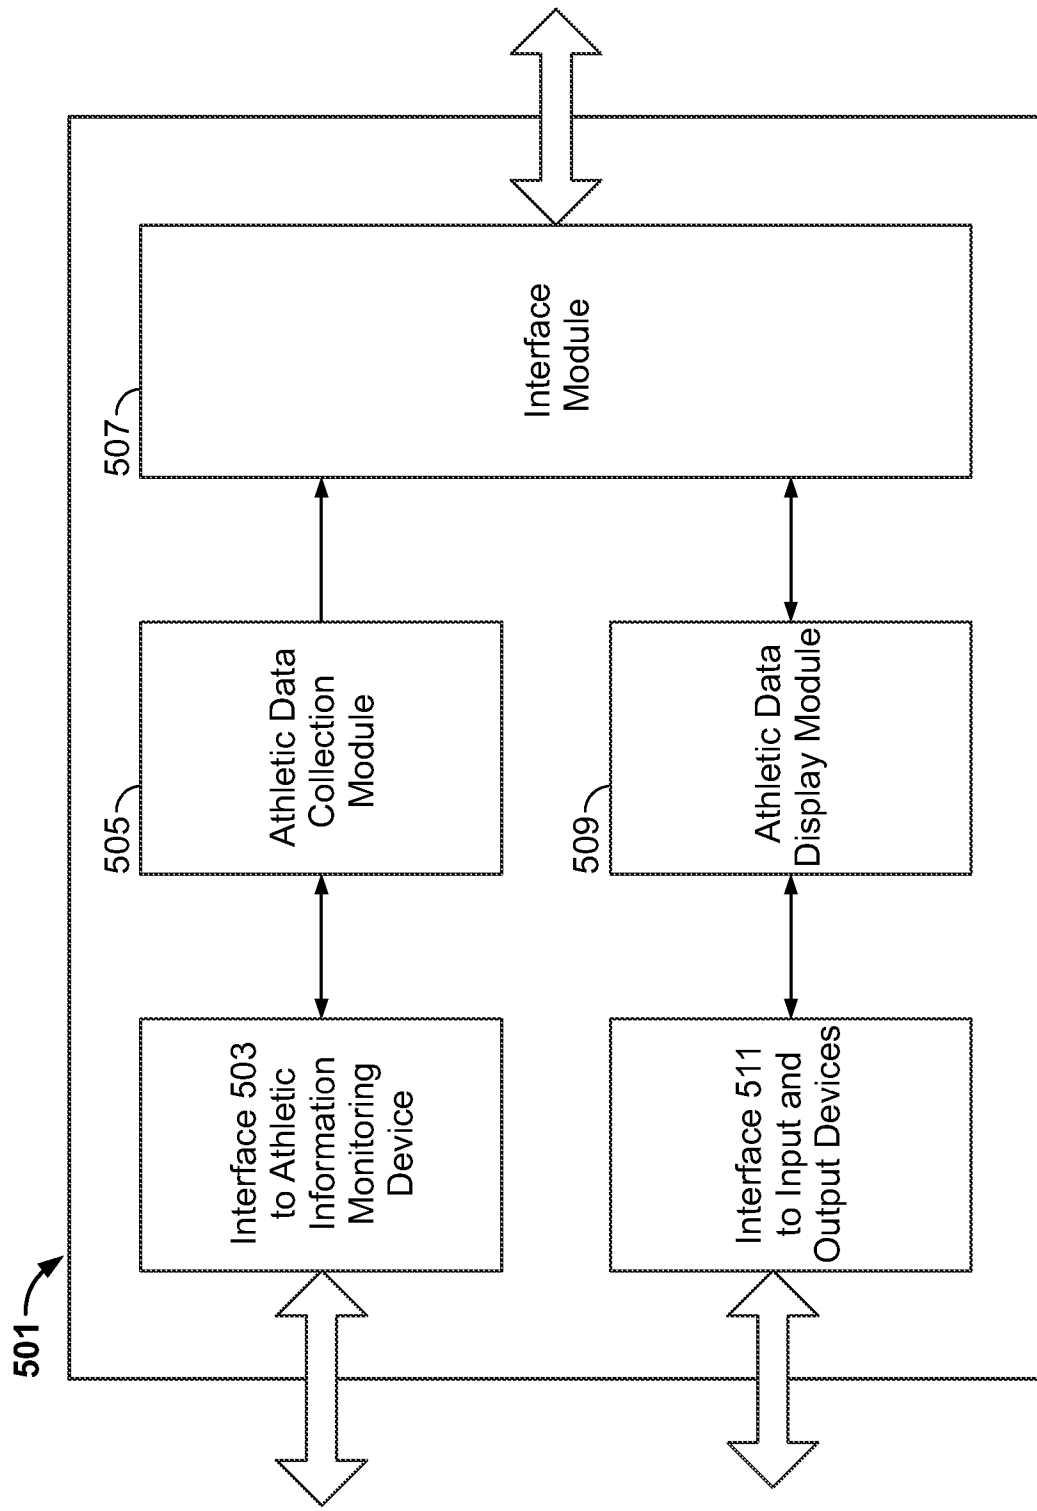 501
Interface 503
to Athletic
Information
Monitoring
Device
505
Athletic Data
Collection
Module
507
Interface
Module
Interface 511
to Input and
Output Devices
509
Athletic Data
Display Module